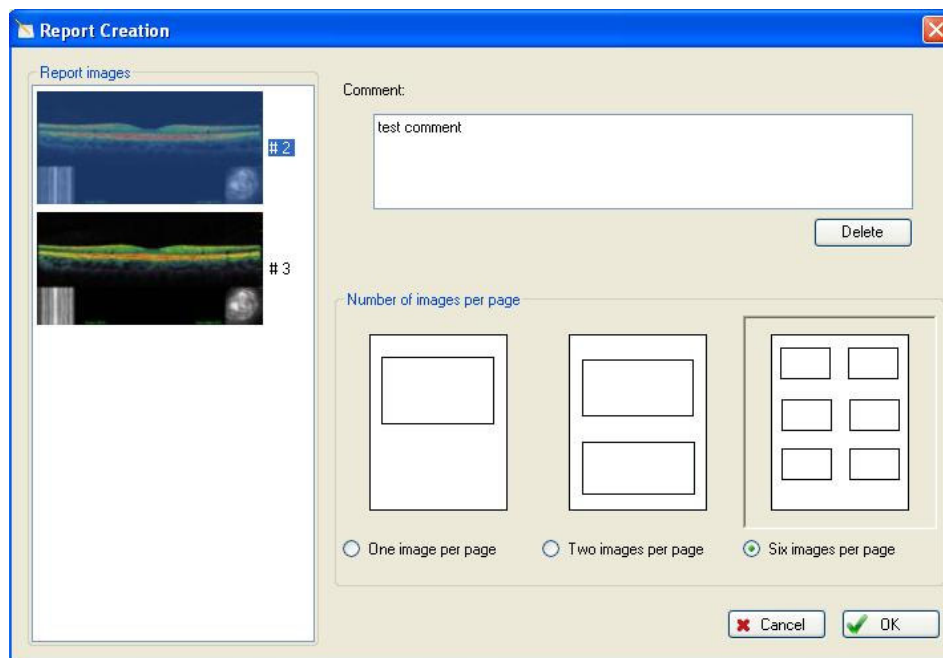 Report Creation
Report images
# 2
# 3
Comment:
test comment
Delete
Number of images per page
One image per page
Two images per page
Six images per page
Cancel
OK